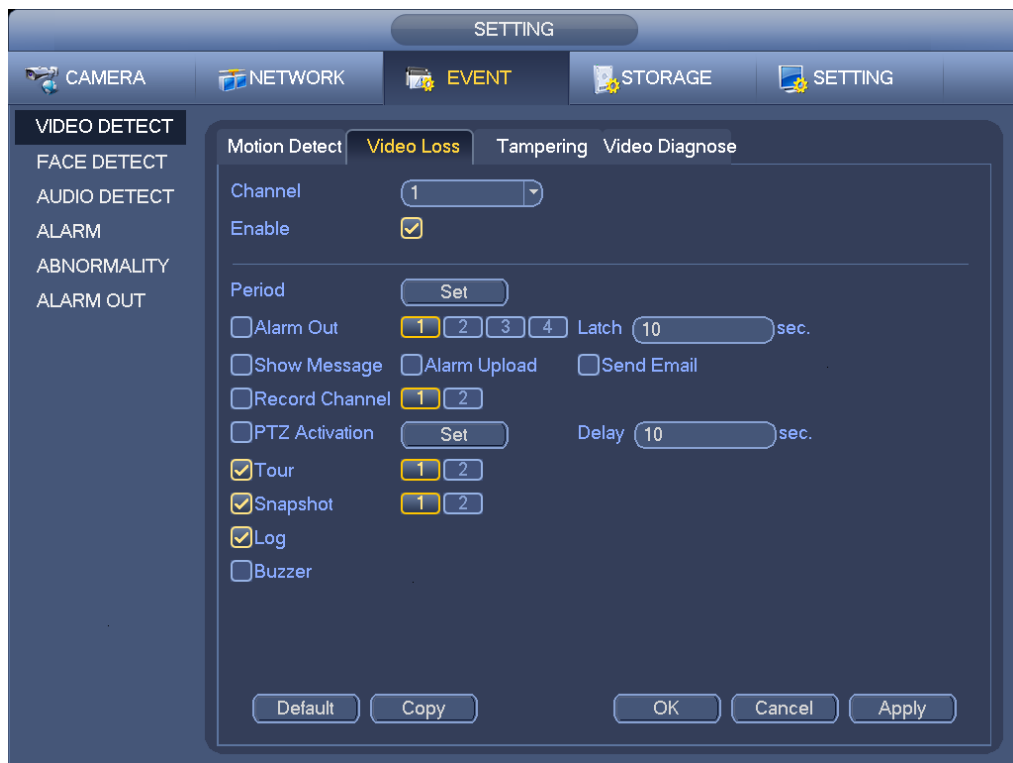 SETTING
CAMERA NETWORK EVENT STORAGE SETTING
VIDEO DETECT
FACE DETECT
AUDIO DETECT
ALARM
ABNORMALITY
ALARM OUT
Motion Detect Video Loss Tampering Video Diagnose
Channel 1
Enable
Period Set
Alarm Out 1 2 3 4 Latch 10 sec.
Show Message Alarm Upload Send Email
Record Channel 1 2
PTZ Activation Set Delay 10 sec.
Tour 1 2
Snapshot 1 2
Log
Buzzer
Default Copy OK Cancel Apply